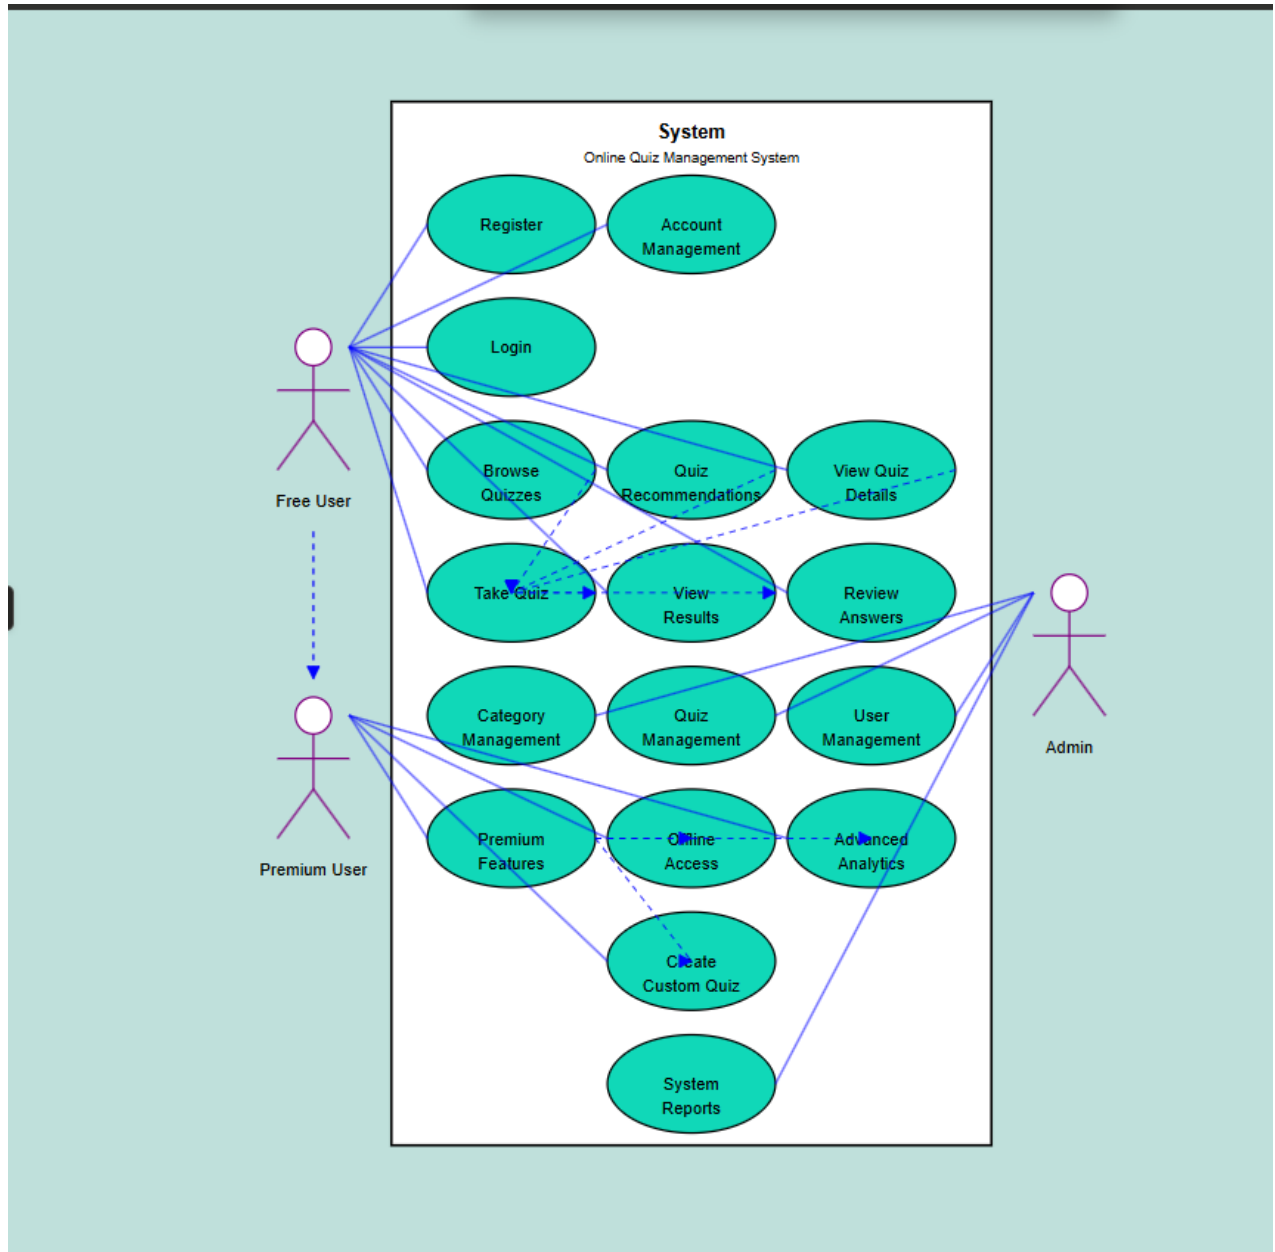 System
Online Quiz Management System
Register
Account
Management
Login
Free User
Browse
Quizzes
Quiz
Recommendations
View Quiz
Details
Take Quiz
View
Results
Review
Answers
Admin
Category
Management
Quiz
Management
User
Management
Premium User
Premium
Features
Offline
Access
Advanced
Analytics
Create
Custom Quiz
System
Reports